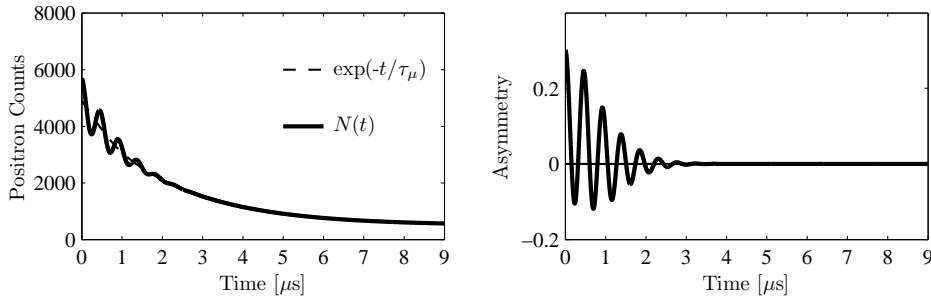 8000
6000
4000
2000
0
Positron Counts
exp(-t/τμ)
N(t)
0 1 2 3 4 5 6 7 8 9
Time [μs]
0.2
0
−0.2
Asymmetry
0 1 2 3 4 5 6 7 8 9
Time [μs]